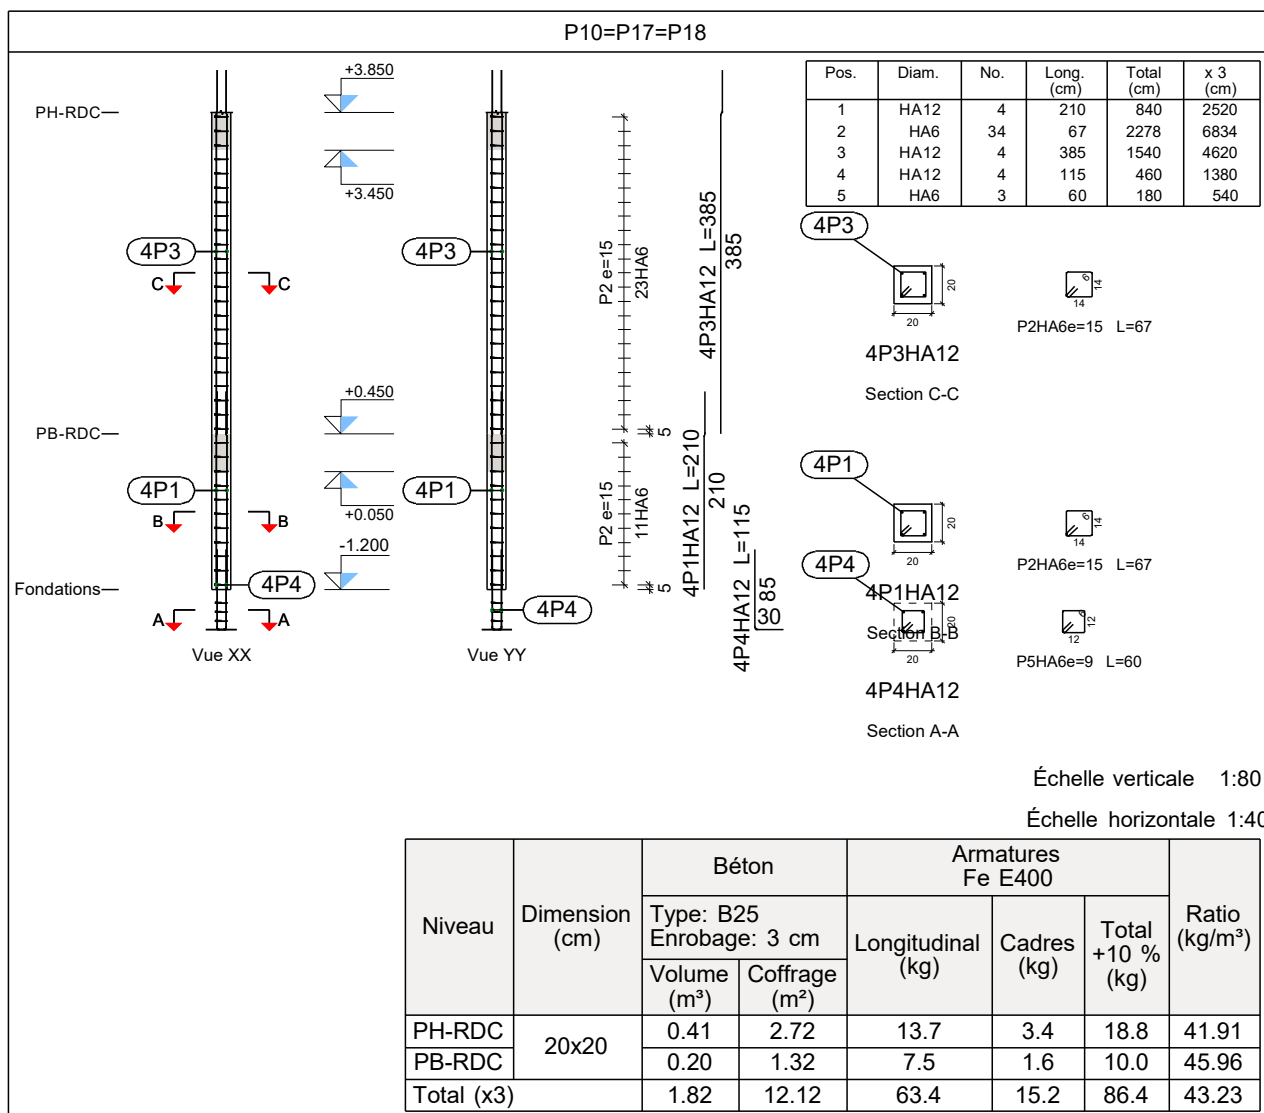 P10=P17=P18
Pos. Diam. No. Long. (cm) Total (cm) x 3 (cm)
1 HA12 4 210 840 2520
2 HA6 34 67 2278 6834
3 HA12 4 385 1540 4620
4 HA12 4 115 460 1380
5 HA6 3 60 180 540
PH-RDC
+3.850
+3.450
4P3
4P3
C C
+0.450
PB-RDC
4P1
4P1
+0.050
B B
-1.200
Fondations
4P4
4P4
A A
Vue XX
Vue YY
P2 e=15
23HA6
5
P2 e=15
11HA6
5
4P3HA12 L=385
385
4P1HA12 L=210
210
4P4HA12 L=115
85
30
4P3
20
20
4P3HA12
Section C-C
6
14
14
P2HA6e=15 L=67
4P1
20
20
4P1HA12
Section B-B
6
14
14
P2HA6e=15 L=67
4P4
20
20
4P4HA12
Section A-A
12
12
P5HA6e=9 L=60
Échelle verticale 1:80
Échelle horizontale 1:40
Niveau Dimension (cm) Béton Armatures Fe E400 Ratio (kg/m³)
Type: B25
Enrobage: 3 cm
Volume (m³) Coffrage (m²) Longitudinal (kg) Cadres (kg) Total +10 % (kg)
PH-RDC 20x20 0.41 2.72 13.7 3.4 18.8 41.91
PB-RDC 0.20 1.32 7.5 1.6 10.0 45.96
Total (x3) 1.82 12.12 63.4 15.2 86.4 43.23